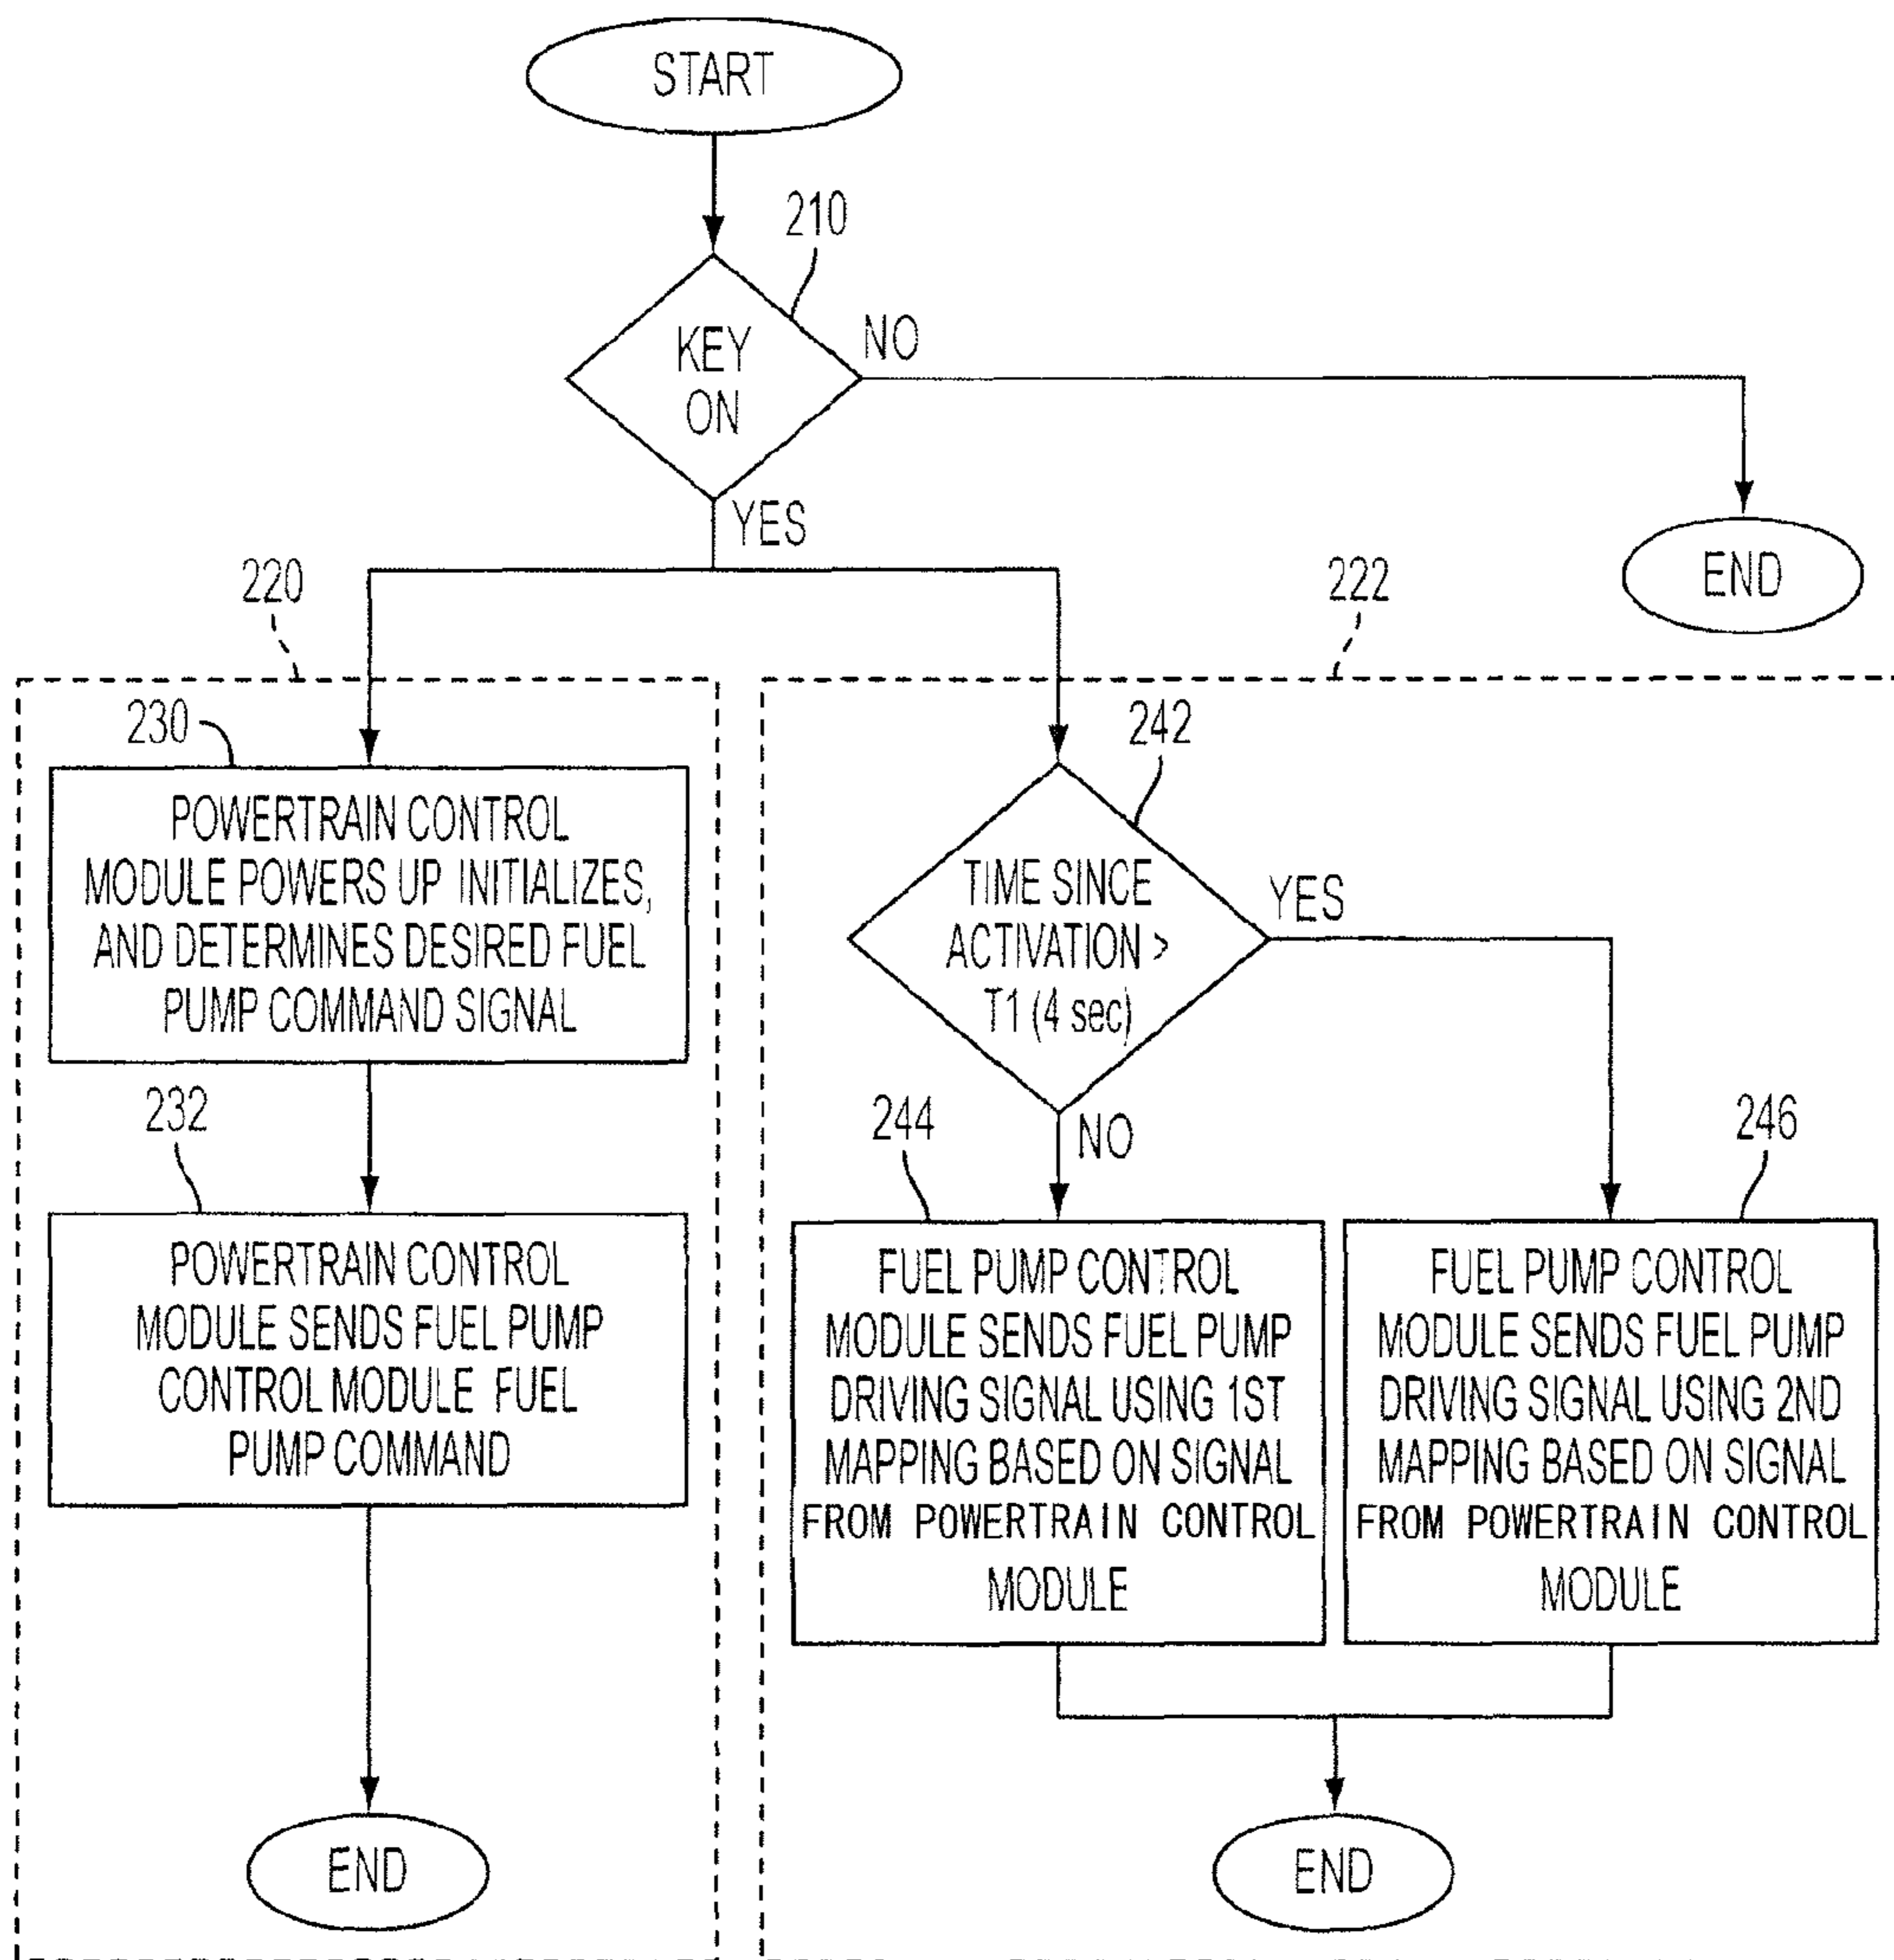 START
210
KEY
ON
NO
YES
END
220
222
230
POWERTRAIN CONTROL
MODULE POWERS UP INITIALIZES,
AND DETERMINES DESIRED FUEL
PUMP COMMAND SIGNAL
232
POWERTRAIN CONTROL
MODULE SENDS FUEL PUMP
CONTROL MODULE FUEL
PUMP COMMAND
END
242
TIME SINCE
ACTIVATION >
T1 (4 sec)
YES
NO
244
FUEL PUMP CONTROL
MODULE SENDS FUEL PUMP
DRIVING SIGNAL USING 1ST
MAPPING BASED ON SIGNAL
FROM POWERTRAIN CONTROL
MODULE
246
FUEL PUMP CONTROL
MODULE SENDS FUEL PUMP
DRIVING SIGNAL USING 2ND
MAPPING BASED ON SIGNAL
FROM POWERTRAIN CONTROL
MODULE
END